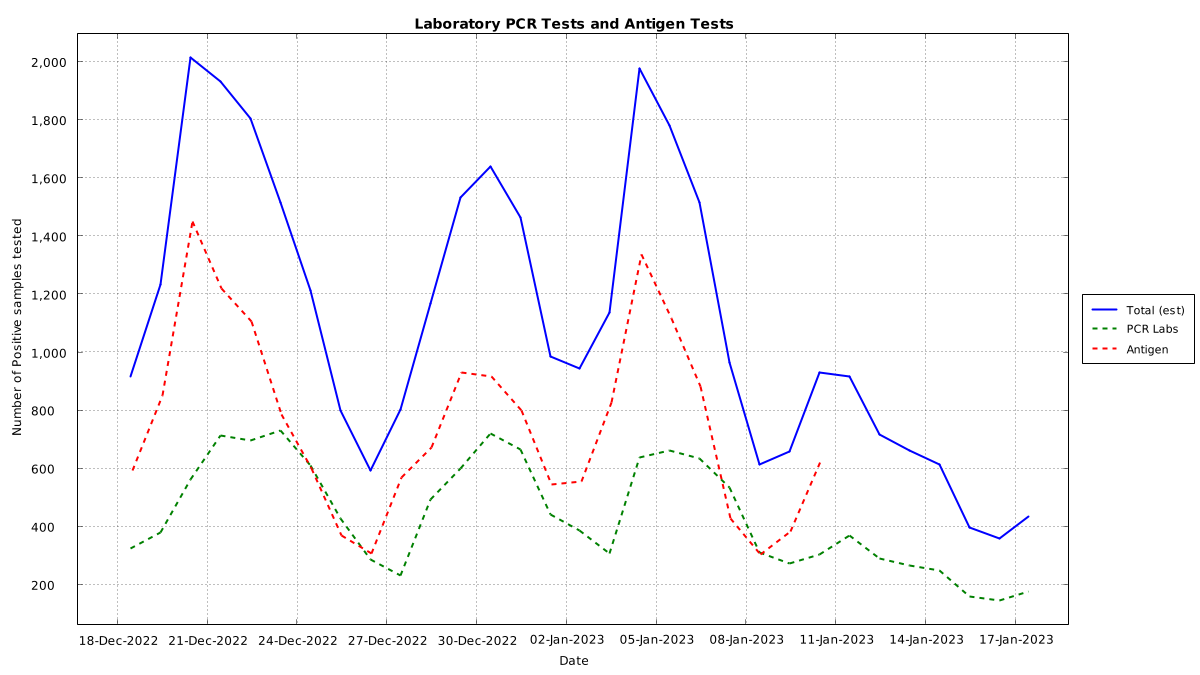 Laboratory PCR Tests and Antigen Tests
2,000
1,800
1,600
1,400
1,200
1,000
800
600
400
200
Number of Positive samples tested
18-Dec-2022
21-Dec-2022
24-Dec-2022
27-Dec-2022
30-Dec-2022
02-Jan-2023
05-Jan-2023
08-Jan-2023
11-Jan-2023
14-Jan-2023
17-Jan-2023
Date
Total (est)
PCR Labs
Antigen